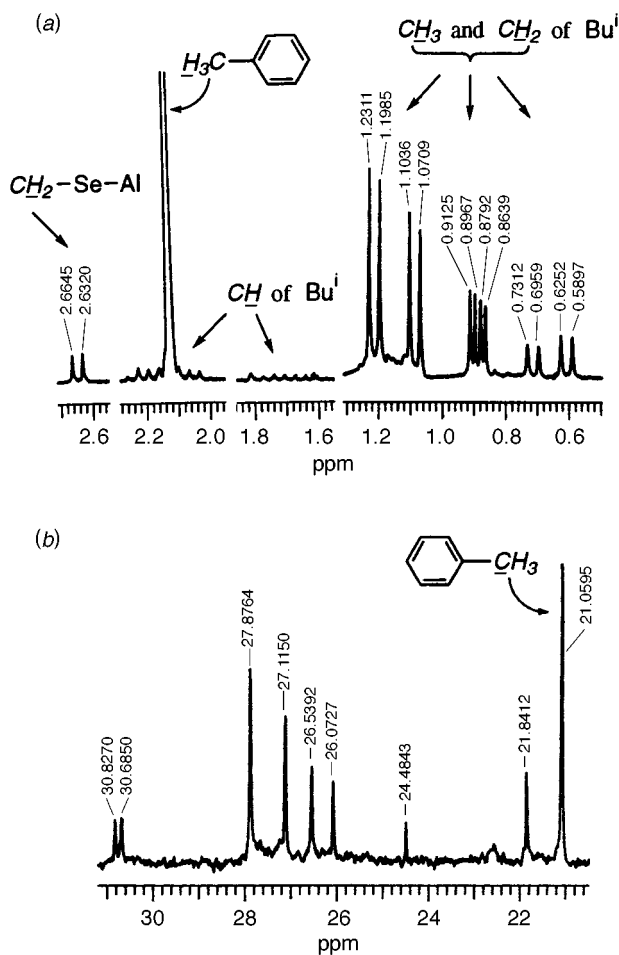 (a)
H3C
CH3 and CH2 of Bu^i
CH2–Se–Al
CH of Bu^i
2.6645
2.6320
1.2311
1.1985
1.1036
1.0709
0.9125
0.8967
0.8792
0.8639
0.7312
0.6959
0.6252
0.5897
2.6 2.2 2.0 1.8 1.6 1.2 1.0 0.8 0.6
ppm
(b)
CH3
30.8270
30.6850
27.8764
27.1150
26.5392
26.0727
24.4843
21.8412
21.0595
30 28 26 24 22
ppm